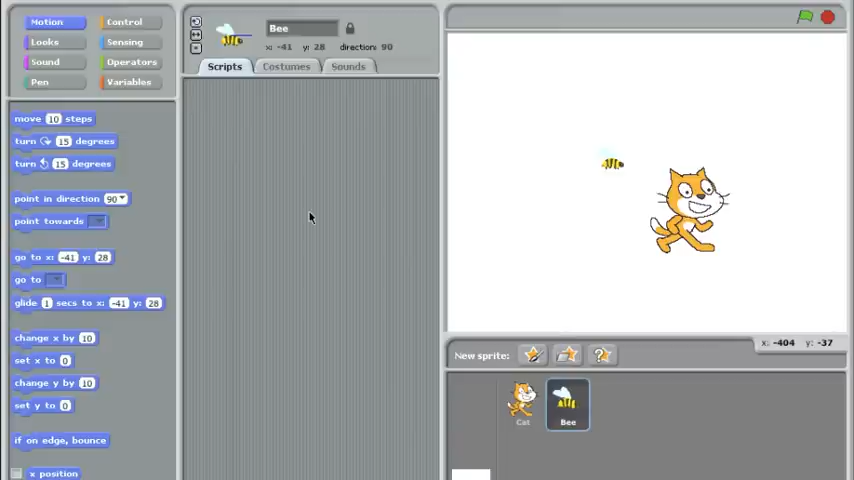 Motion
Control
Looks
Sensing
Sound
Operators
Pen
Variables
move 10 steps
turn 15 degrees
turn 15 degrees
point in direction 90
point towards
go to x: -41 y: 28
go to
glide 1 secs to x: -41 y: 28
change x by 10
set x to 0
change y by 10
set y to 0
if on edge, bounce
x position
Bee
x: -41 y: 28 direction: 90
Scripts
Costumes
Sounds
x: -404 y: -37
New sprite:
Cat
Bee